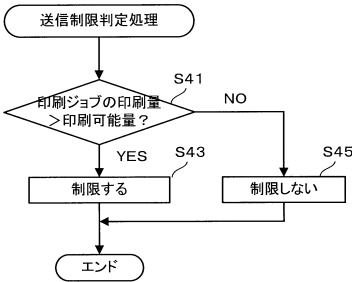 送信制限判定処理
S41
印刷ジョブの印刷量
＞印刷可能量？
NO
YES
S43
S45
制限する
制限しない
エンド